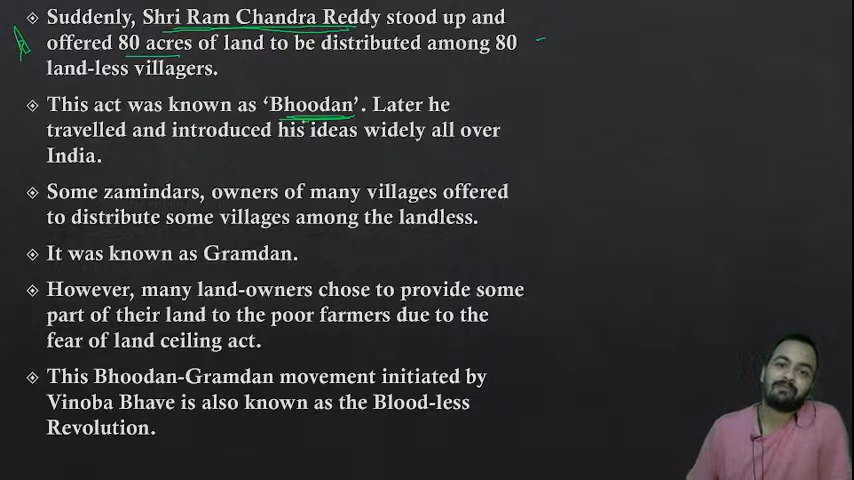 Suddenly, Shri Ram Chandra Reddy stood up and
offered 80 acres of land to be distributed among 80
land-less villagers.
This act was known as ‘Bhoodan’. Later he
travelled and introduced his ideas widely all over
India.
Some zamindars, owners of many villages offered
to distribute some villages among the landless.
It was known as Gramdan.
However, many land-owners chose to provide some
part of their land to the poor farmers due to the
fear of land ceiling act.
This Bhoodan-Gramdan movement initiated by
Vinoba Bhave is also known as the Blood-less
Revolution.